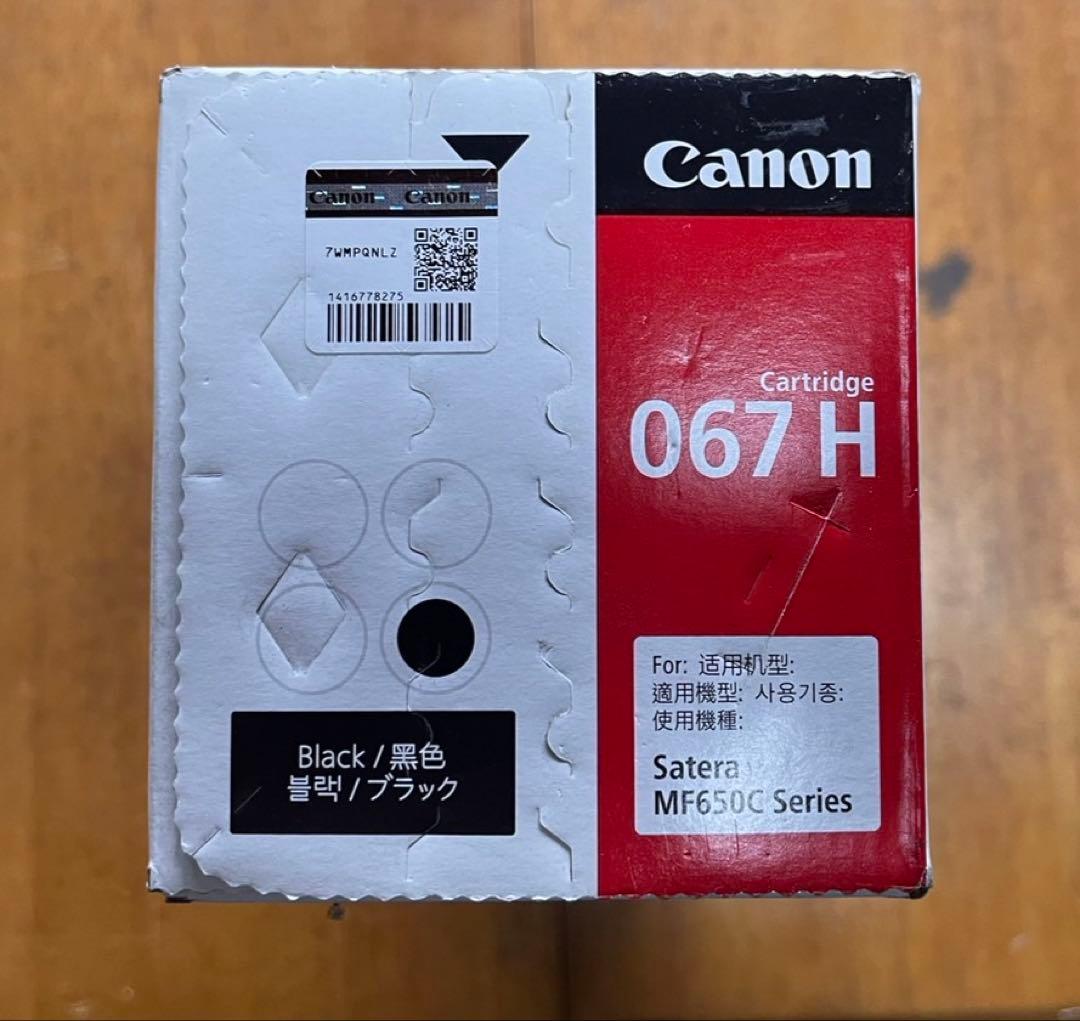 Canon Canon
7WMPQNLZ
1416778275
Black / 黑色
블랙 / ブラック
Canon
Cartridge
067 H
For: 适用机型:
適用機型: 사용기종:
使用機種:
Satera
MF650C Series